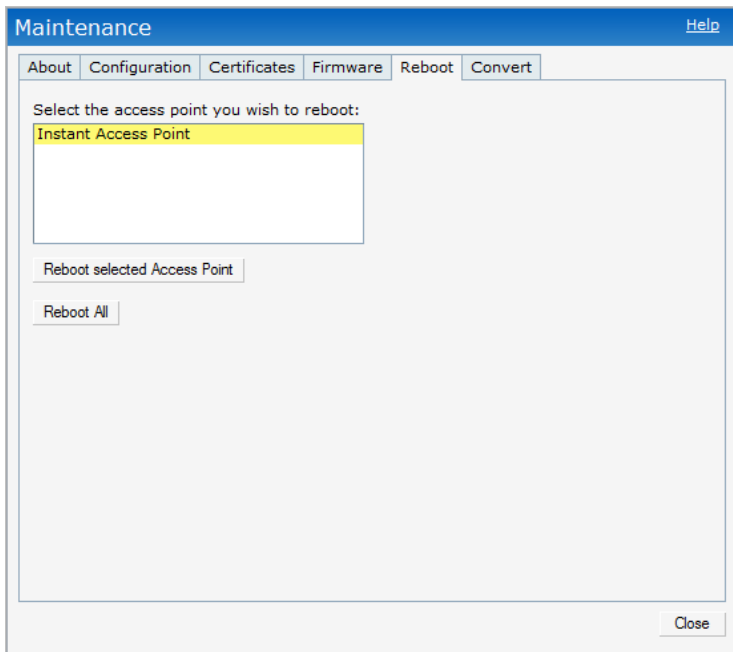 Maintenance Help
About Configuration Certificates Firmware Reboot Convert
Select the access point you wish to reboot:
Instant Access Point
Reboot selected Access Point
Reboot All
Close